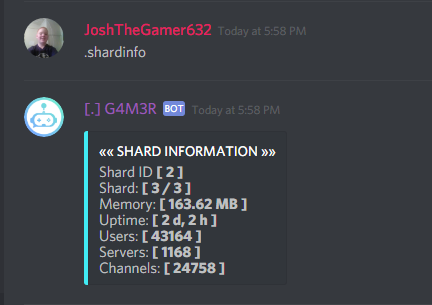 JoshTheGamer632 Today at 5:58 PM
.shardinfo
[.] G4M3R BOT Today at 5:58 PM
«« SHARD INFORMATION »»
Shard ID [ 2 ]
Shard: [ 3 / 3 ]
Memory: [ 163.62 MB ]
Uptime: [ 2 d, 2 h ]
Users: [ 43164 ]
Servers: [ 1168 ]
Channels: [ 24758 ]